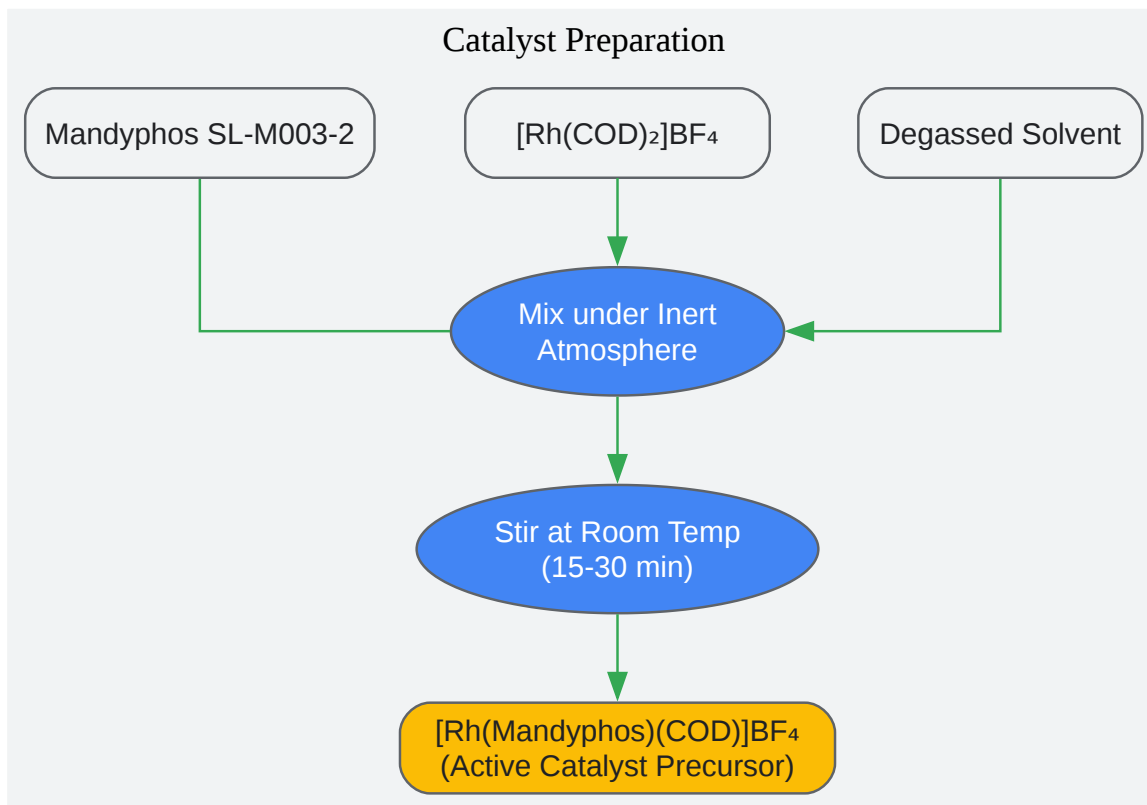 Catalyst Preparation
Mandyphos SL-M003-2
[Rh(COD)₂]BF₄
Degassed Solvent
Mix under Inert
Atmosphere
Stir at Room Temp
(15-30 min)
[Rh(Mandyphos)(COD)]BF₄
(Active Catalyst Precursor)